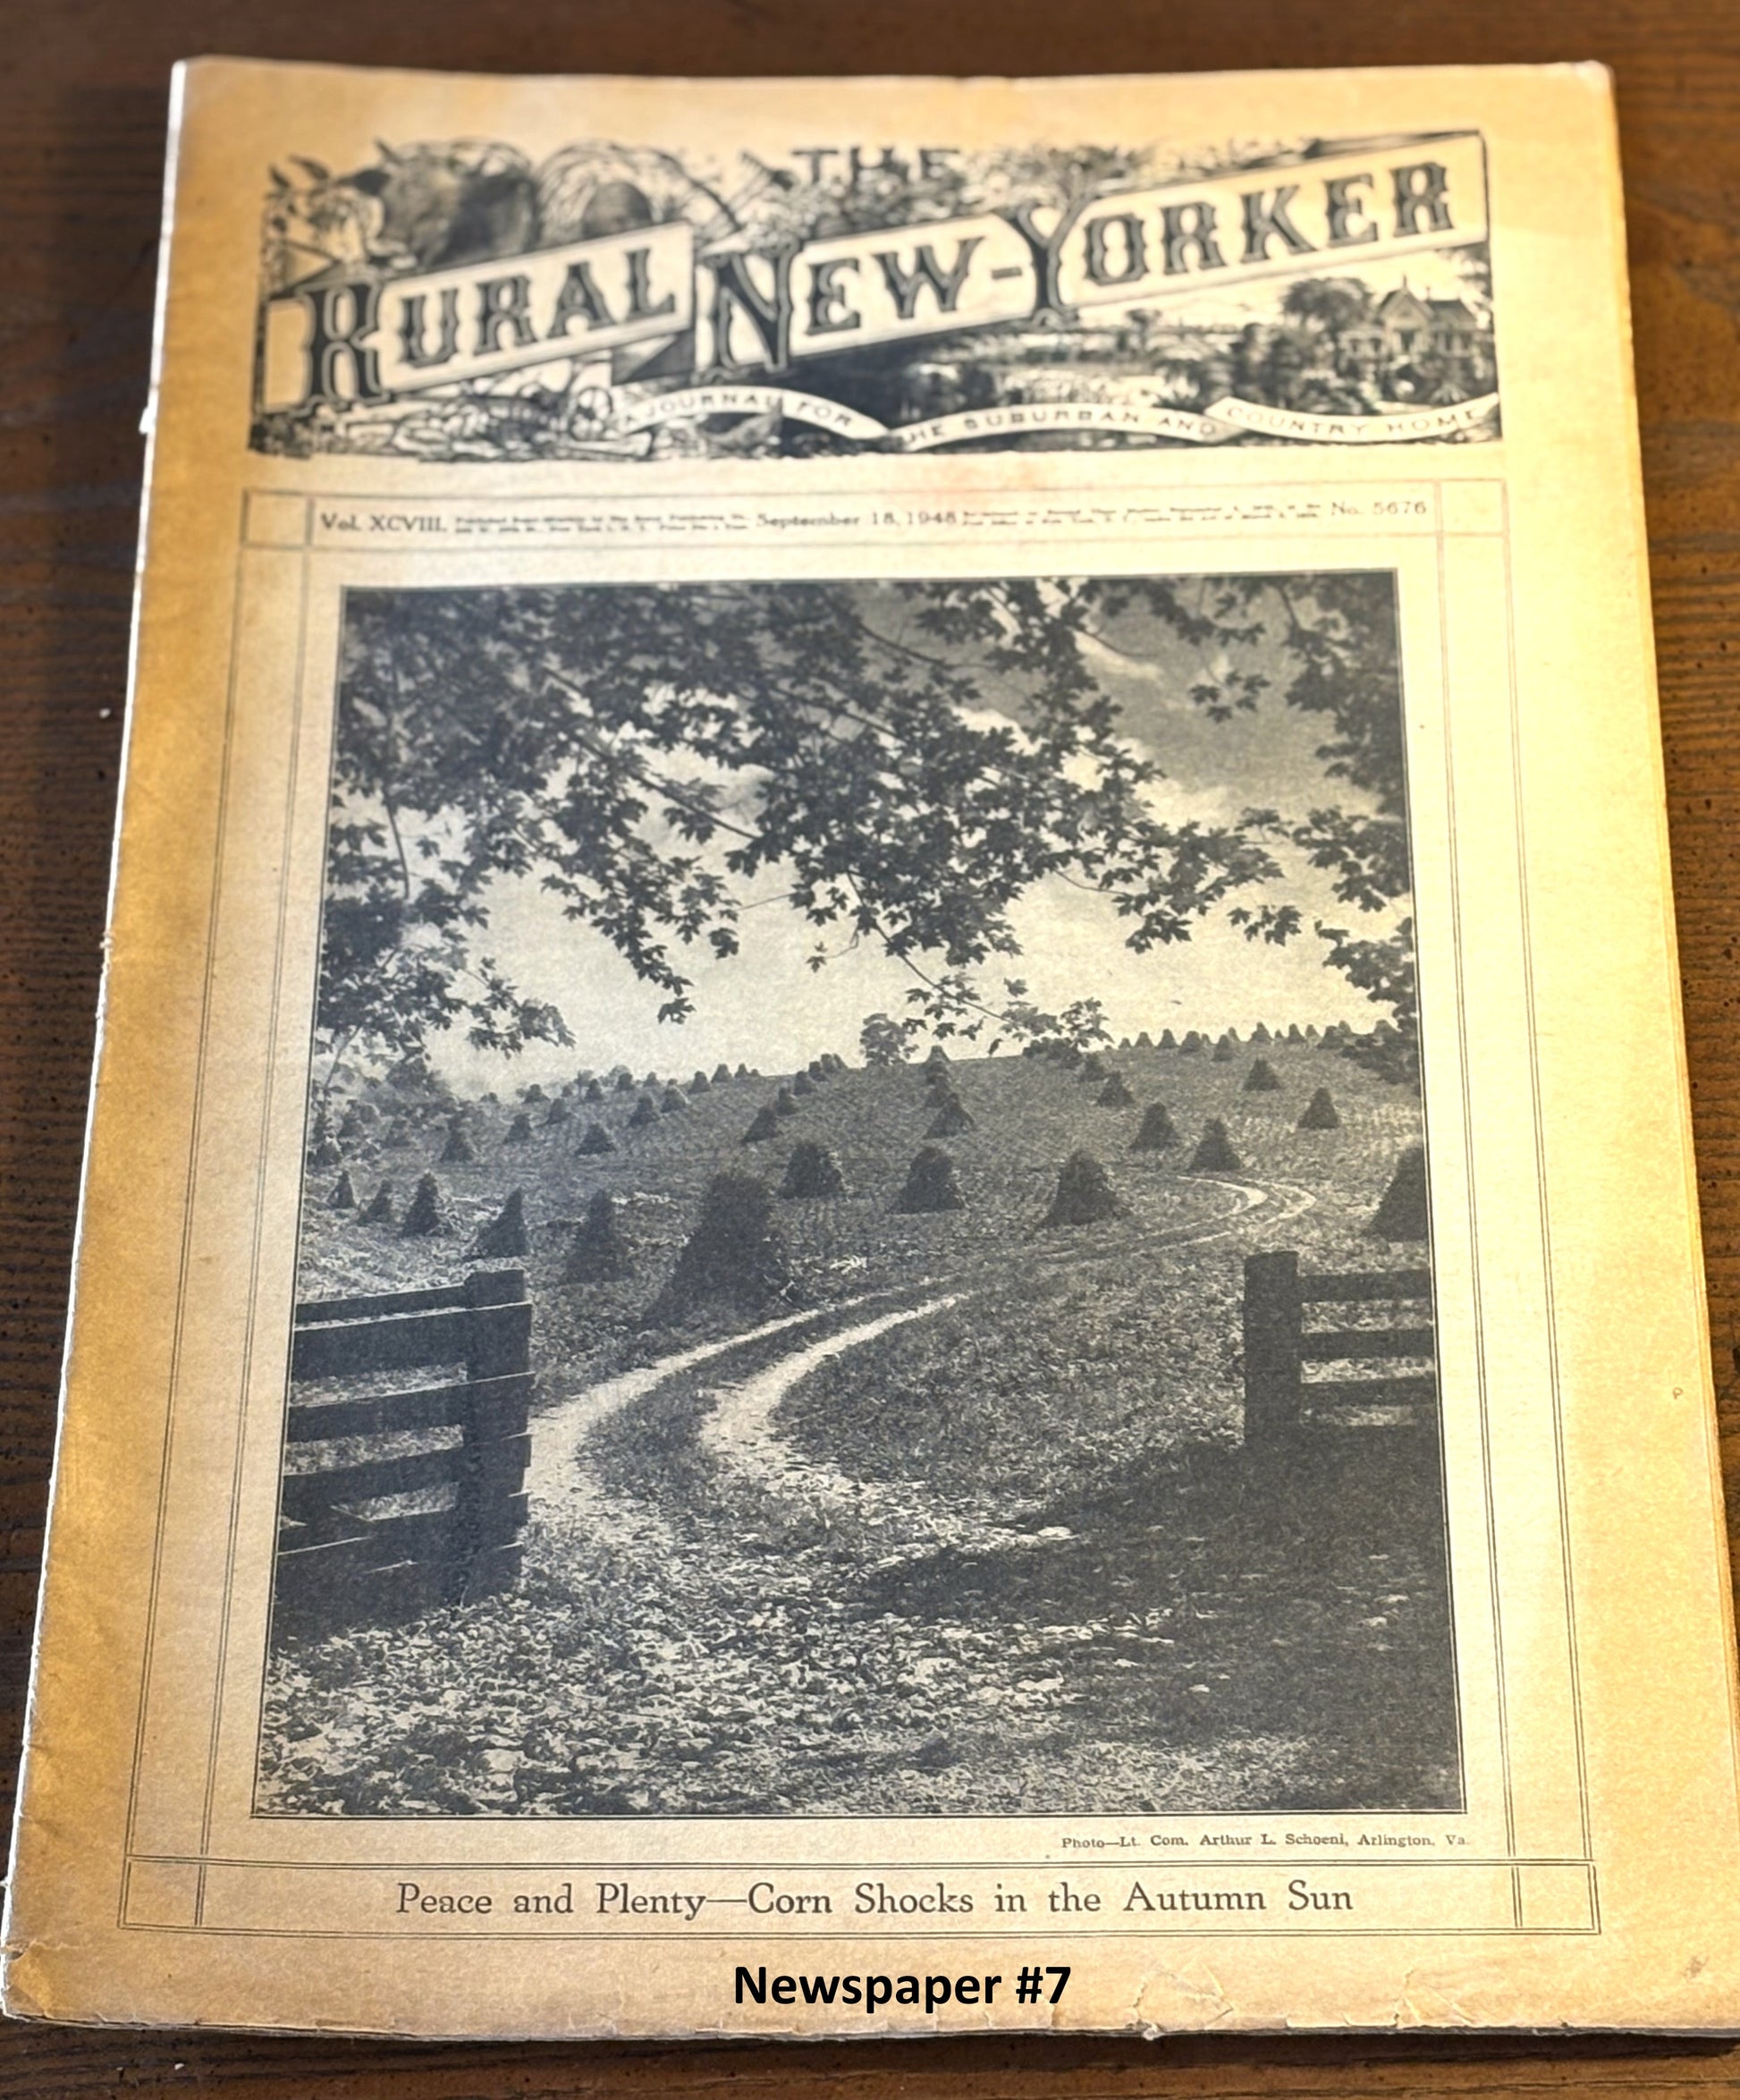 THE
RURAL NEW-YORKER
A JOURNAL FOR THE SUBURBAN AND COUNTRY HOME
Vol. XCVIII. September 18, 1948 No. 5676
Photo—Lt. Com. Arthur L. Schoeni, Arlington, Va.
Peace and Plenty—Corn Shocks in the Autumn Sun
Newspaper #7